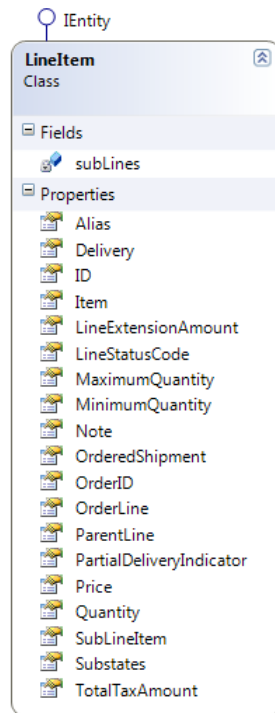 IEntity
LineItem
Class
Fields
subLines
Properties
Alias
Delivery
ID
Item
LineExtensionAmount
LineStatusCode
MaximumQuantity
MinimumQuantity
Note
OrderedShipment
OrderID
OrderLine
ParentLine
PartialDeliveryIndicator
Price
Quantity
SubLineItem
Substates
TotalTaxAmount